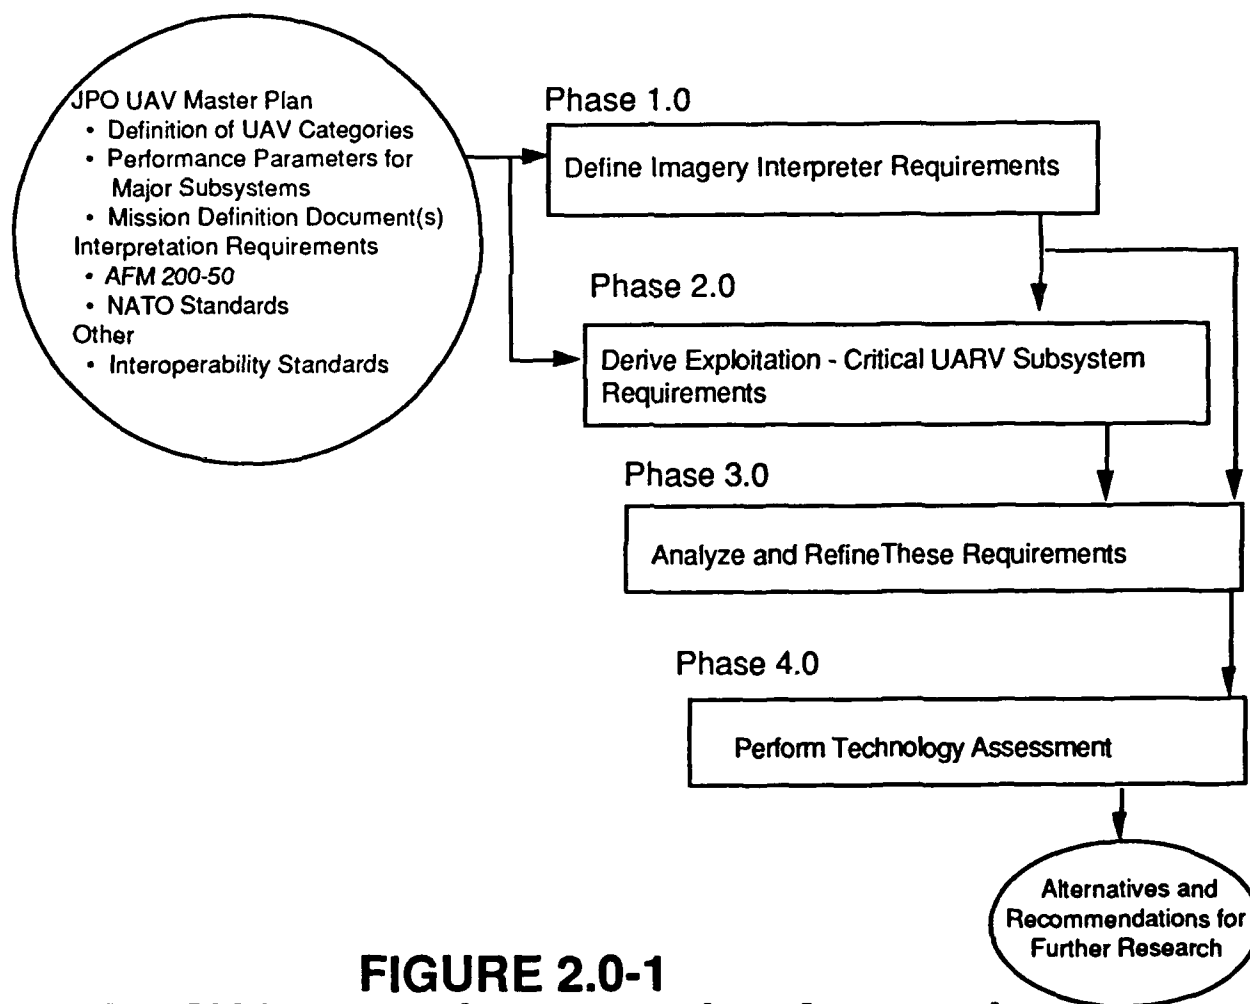 JPO UAV Master Plan
• Definition of UAV Categories
• Performance Parameters for
Major Subsystems
• Mission Definition Document(s)
Interpretation Requirements
• AFM 200-50
• NATO Standards
Other
• Interoperability Standards
Phase 1.0
Define Imagery Interpreter Requirements
Phase 2.0
Derive Exploitation - Critical UARV Subsystem
Requirements
Phase 3.0
Analyze and RefineThese Requirements
Phase 4.0
Perform Technology Assessment
Alternatives and
Recommendations for
Further Research
FIGURE 2.0-1